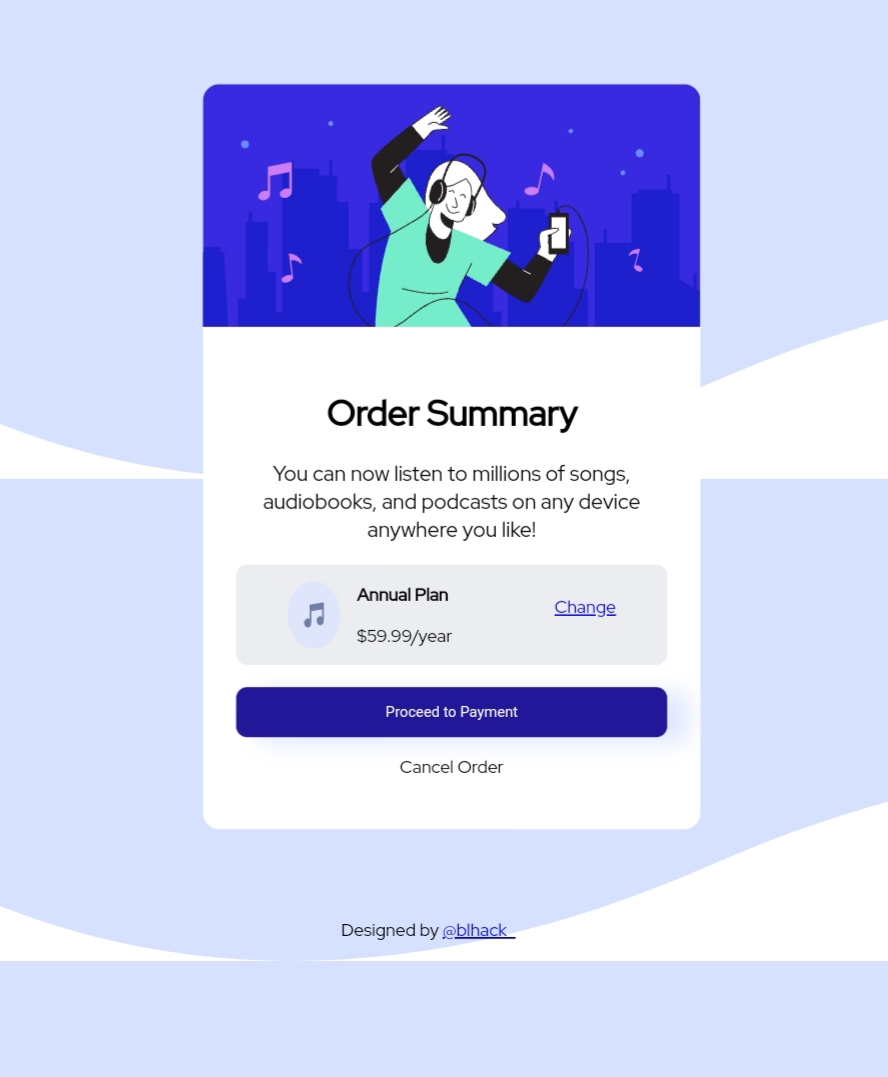 Order Summary
You can now listen to millions of songs,
audiobooks, and podcasts on any device
anywhere you like!
Annual Plan
Change
$59.99/year
Proceed to Payment
Cancel Order
Designed by @blhack_